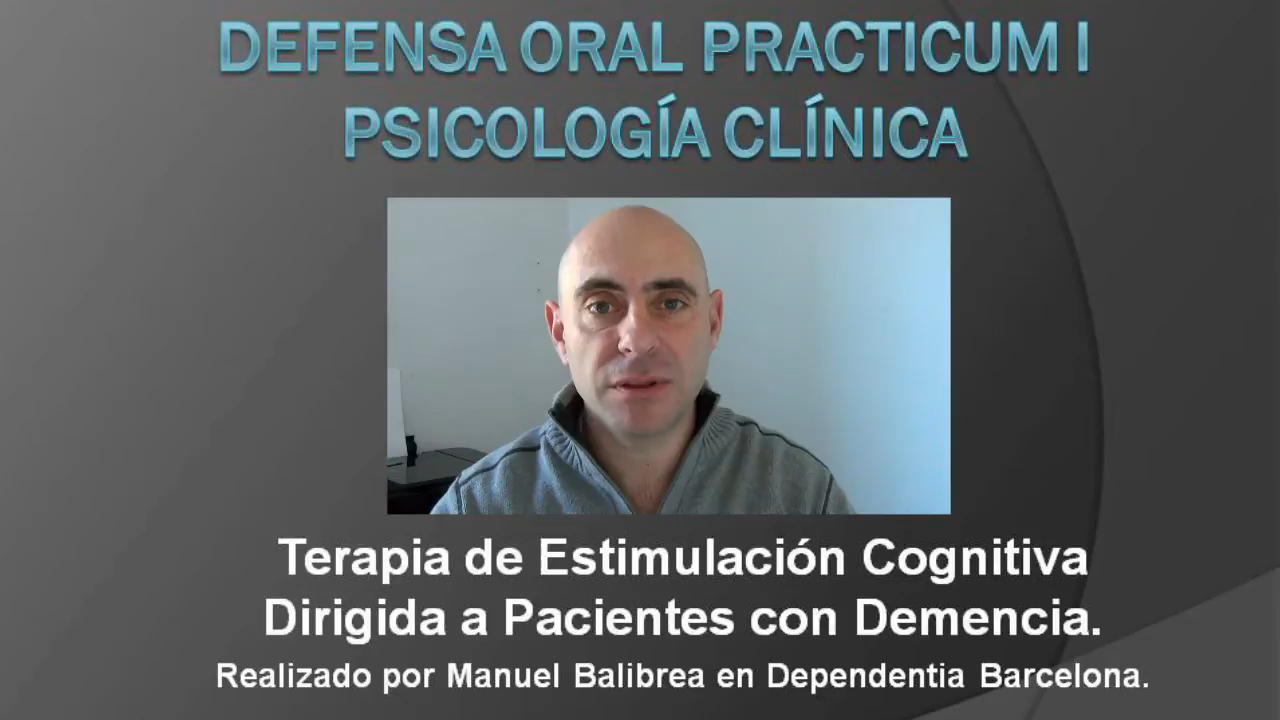 DEFENSA ORAL PRACTICUM I
PSICOLOGÍA CLÍNICA
Terapia de Estimulación Cognitiva
Dirigida a Pacientes con Demencia.
Realizado por Manuel Balibrea en Dependentia Barcelona.